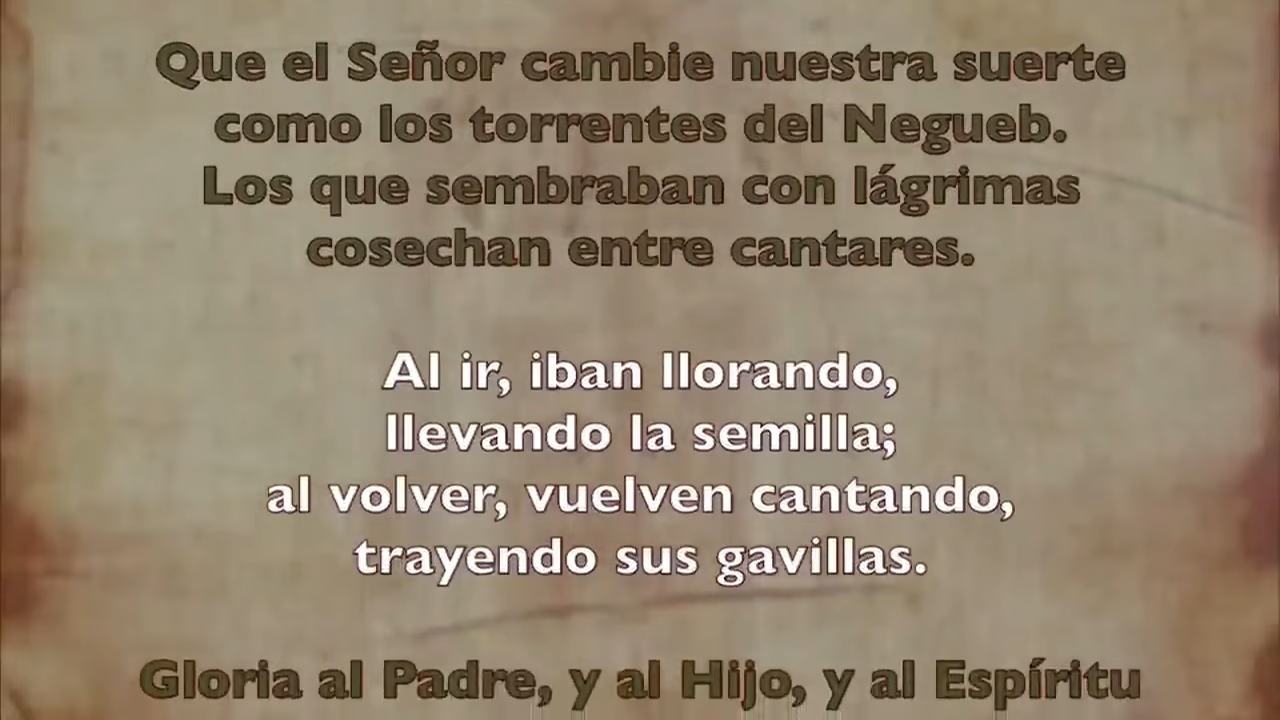 Que el Señor cambie nuestra suerte
como los torrentes del Negueb.
Los que sembraban con lágrimas
cosechan entre cantares.
Al ir, iban llorando,
llevando la semilla;
al volver, vuelven cantando,
trayendo sus gavillas.
Gloria al Padre, y al Hijo, y al Espíritu